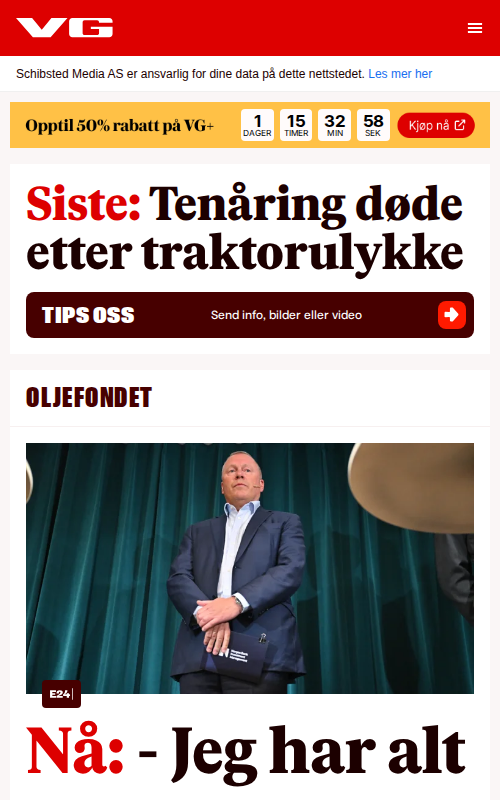 VG
Schibsted Media AS er ansvarlig for dine data på dette nettstedet. Les mer her
Opptil 50% rabatt på VG+
1 15 32 58
DAGER TIMER MIN SEK
Kjøp nå
Siste: Tenåring døde
etter traktorulykke
TIPS OSS Send info, bilder eller video
OLJEFONDET
E24
Nå: - Jeg har alt